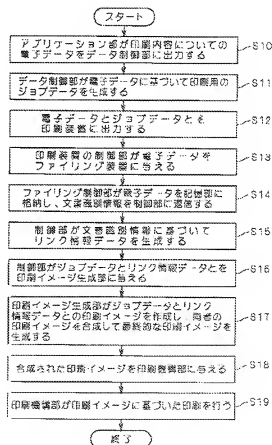 スタート
アプリケーション部が印刷内容についての
電子データをデータ制御部に出力する
S10
データ制御部が電子データに基づいて印刷用の
ジョブデータを生成する
S11
電子データとジョブデータとを
印刷装置に出力する
S12
印刷装置の制御部が電子データを
ファイリング装置に与える
S13
ファイリング制御部が電子データを記憶部に
格納し、文書識別情報を制御部に返信する
S14
制御部が文書識別情報に基づいて
リンク情報データを生成する
S15
制御部がジョブデータとリンク情報データとを
印刷イメージ生成部に与える
S16
印刷イメージ生成部がジョブデータとリンク
情報データとの印刷イメージを作成し、両者の
印刷イメージを合成して最終的な印刷イメージを
生成する
S17
合成された印刷イメージを印刷機構部に与える
S18
印刷機構部が印刷イメージに基づいた印刷を行う
S19
終了